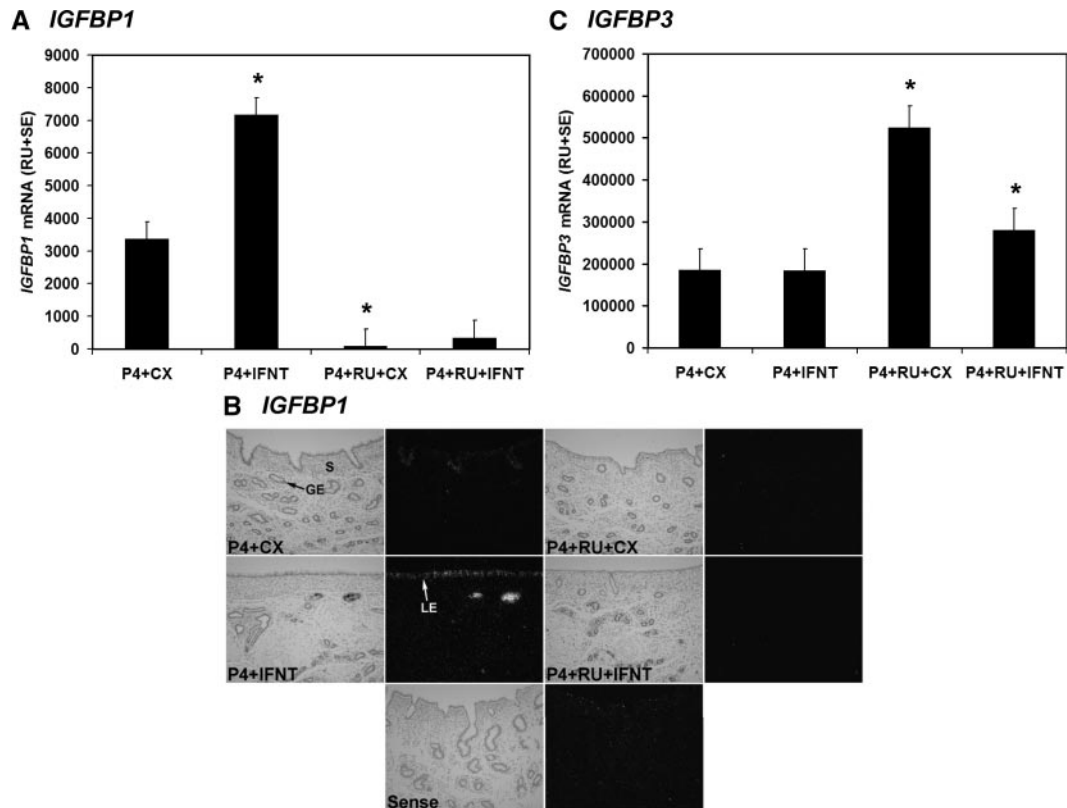 A IGFBP1
9000
8000
7000
6000
5000
4000
3000
2000
1000
0
IGFBP1 mRNA (RU+SE)
*
*
P4+CX P4+IFNT P4+RU+CX P4+RU+IFNT
C IGFBP3
700000
600000
500000
400000
300000
200000
100000
0
IGFBP3 mRNA (RU+SE)
*
*
P4+CX P4+IFNT P4+RU+CX P4+RU+IFNT
B IGFBP1
S
GE
P4+CX
P4+RU+CX
LE
P4+IFNT
P4+RU+IFNT
Sense